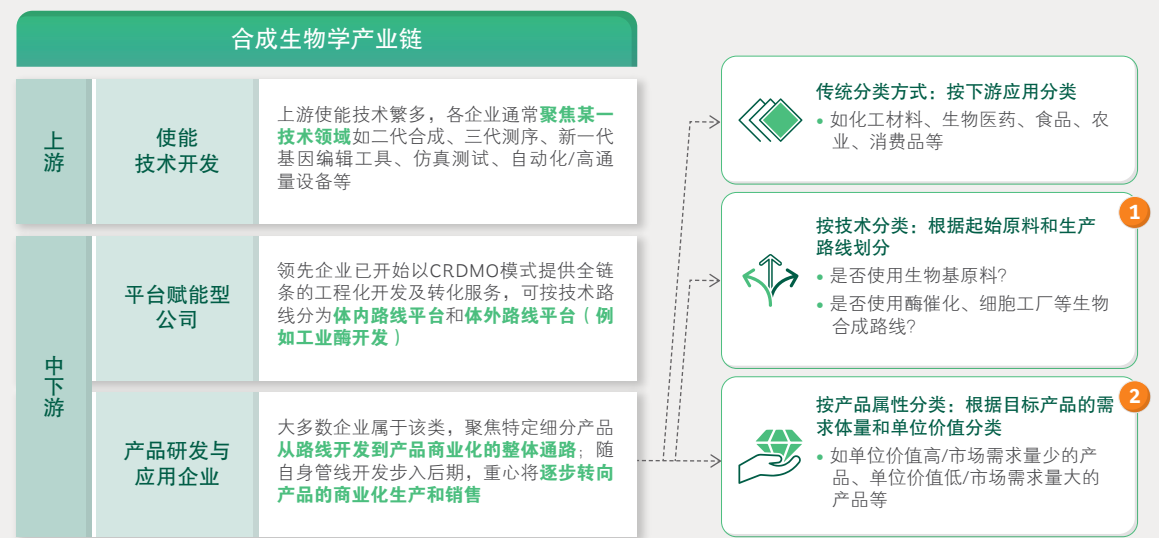 合成生物学产业链
上
游
使能
技术开发
上游使能技术繁多，各企业通常聚焦某一
技术领域如二代合成、三代测序、新一代
基因编辑工具、仿真测试、自动化/高通
量设备等
中
下
游
平台赋能型
公司
领先企业已开始以CRDMO模式提供全链
条的工程化开发及转化服务，可按技术路
线分为体内路线平台和体外路线平台（例
如工业酶开发）
产品研发与
应用企业
大多数企业属于该类，聚焦特定细分产品
从路线开发到产品商业化的整体通路；随
自身管线开发步入后期，重心将逐步转向
产品的商业化生产和销售
传统分类方式：按下游应用分类
• 如化工材料、生物医药、食品、农
业、消费品等
1
按技术分类：根据起始原料和生产
路线划分
• 是否使用生物基原料？
• 是否使用酶催化、细胞工厂等生物
合成路线？
2
按产品属性分类：根据目标产品的需
求体量和单位价值分类
• 如单位价值高/市场需求量少的产
品、单位价值低/市场需求量大的
产品等